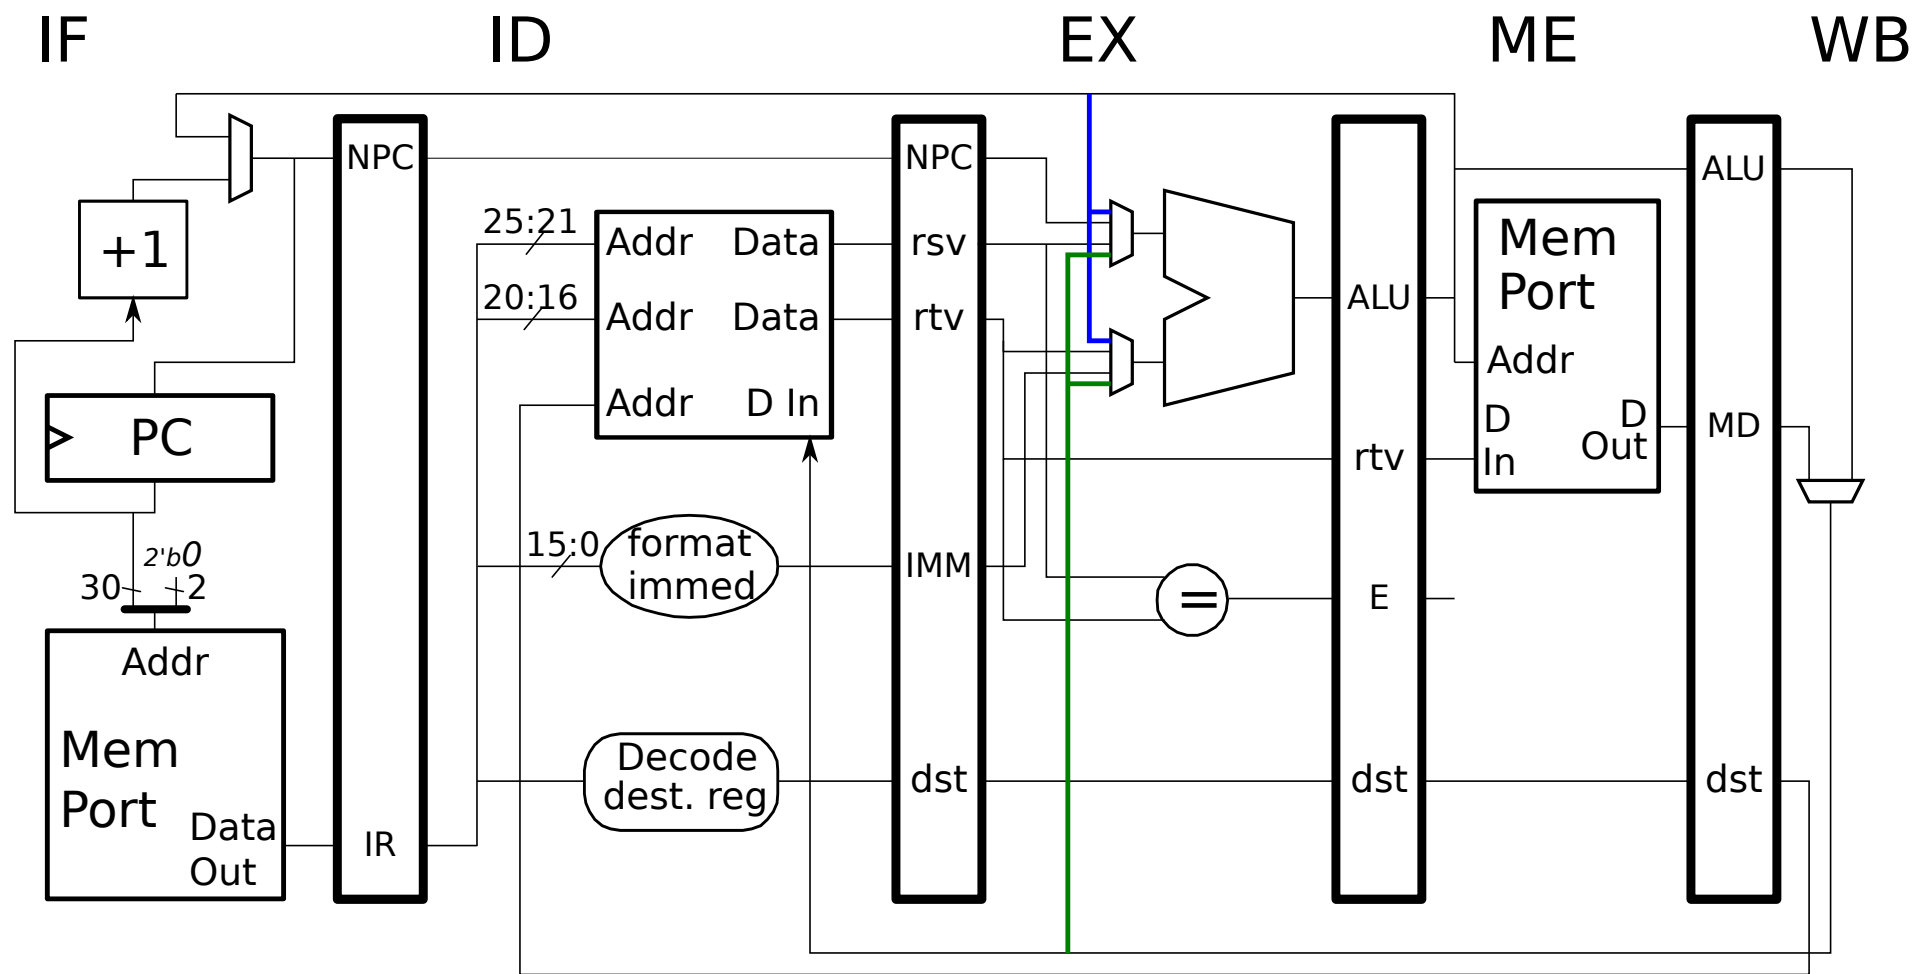 IF
ID
EX
ME
WB
NPC
NPC
ALU
+1
25:21
Addr
Data
rsv
20:16
Addr
Data
rtv
Addr
D In
ALU
Mem
Port
Addr
D
In
D
Out
MD
PC
rtv
2'b0
30
2
15:0
format
immed
IMM
=
E
Addr
Mem
Port
Data
Out
IR
Decode
dest. reg
dst
dst
dst